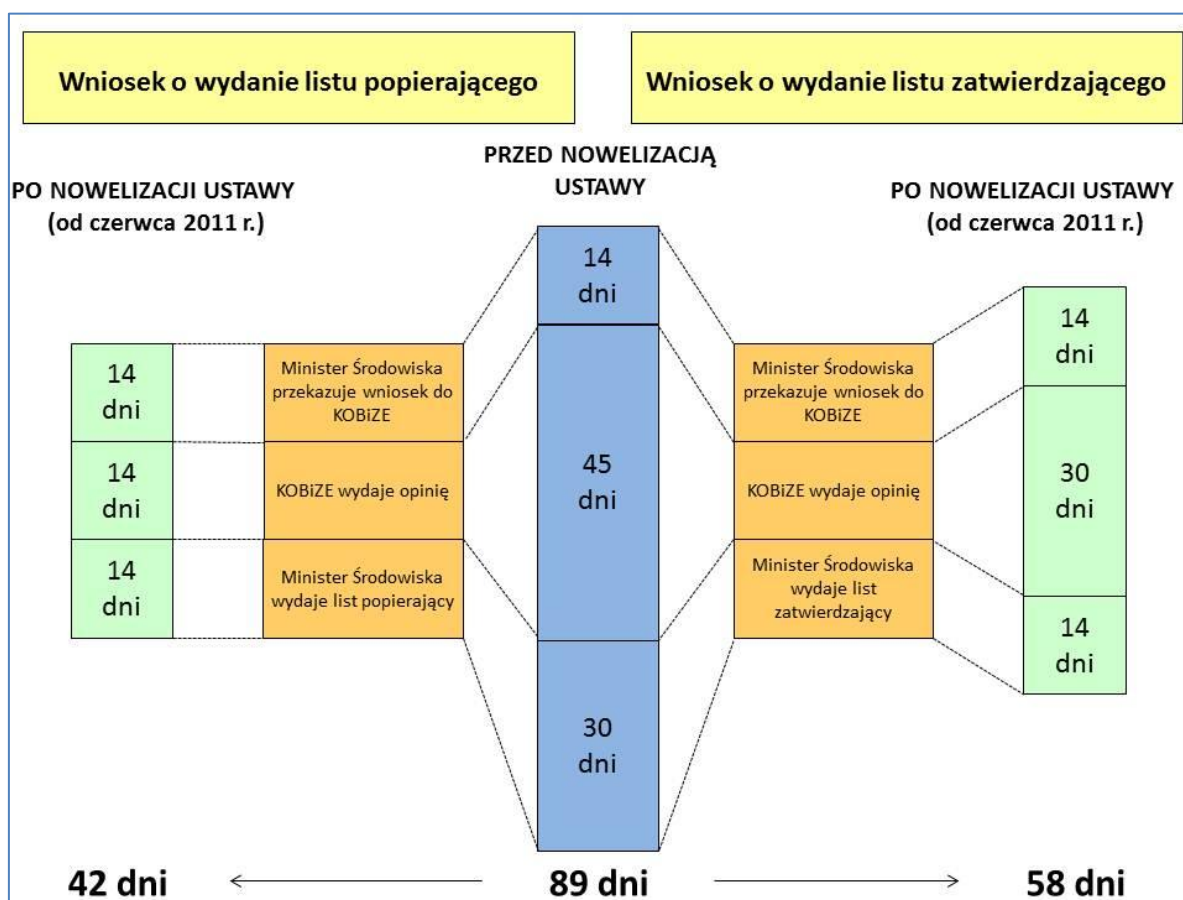 Wniosek o wydanie listu popierającego
Wniosek o wydanie listu zatwierdzającego
PRZED NOWELIZACJĄ
USTAWY
PO NOWELIZACJI USTAWY
(od czerwca 2011 r.)
PO NOWELIZACJI USTAWY
(od czerwca 2011 r.)
14
dni
14
dni
14
dni
Minister Środowiska
przekazuje wniosek do
KOBiZE
KOBiZE wydaje opinię
Minister Środowiska
wydaje list popierający
14
dni
45
dni
30
dni
Minister Środowiska
przekazuje wniosek do
KOBiZE
KOBiZE wydaje opinię
Minister Środowiska
wydaje list
zatwierdzający
14
dni
30
dni
14
dni
42 dni
89 dni
58 dni